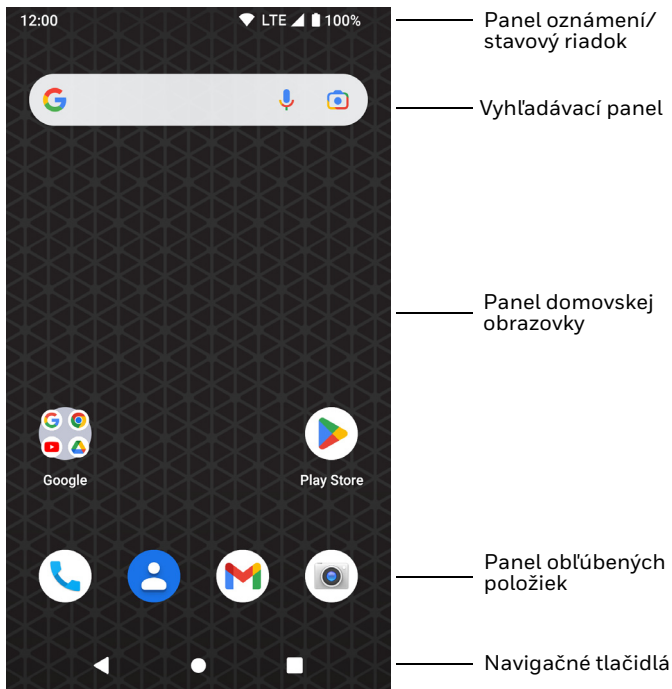 12:00 LTE 100%
Panel oznámení/
stavový riadok
Vyhľadávací panel
Panel domovskej
obrazovky
Google
Play Store
Panel obľúbených
položiek
Navigačné tlačidlá